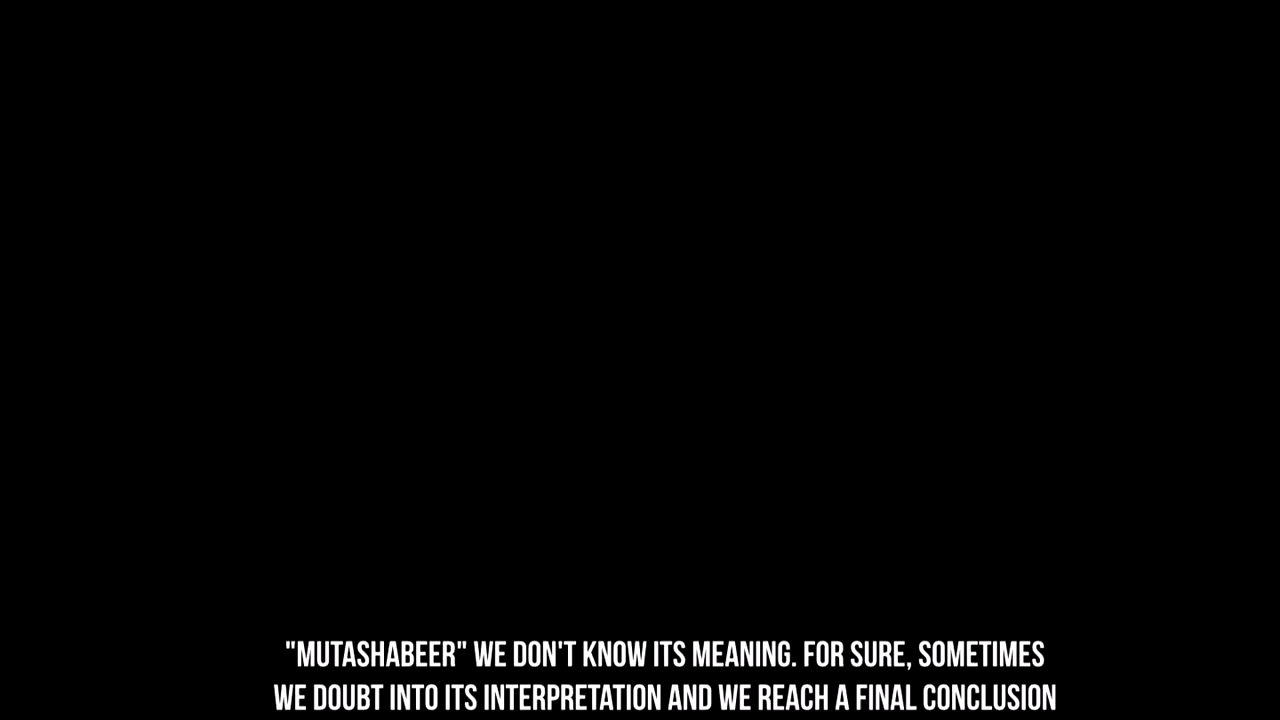 "MUTASHABEER" WE DON'T KNOW ITS MEANING. FOR SURE, SOMETIMES
WE DOUBT INTO ITS INTERPRETATION AND WE REACH A FINAL CONCLUSION